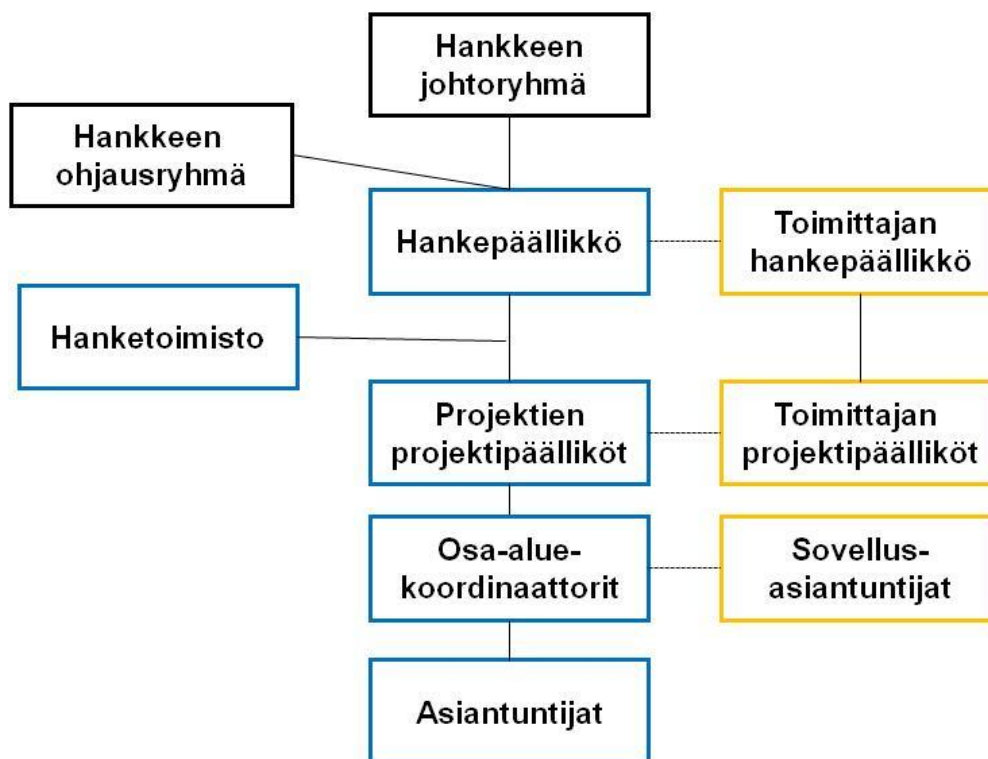 Hankkeen
johtoryhmä
Hankkeen
ohjausryhmä
Hankepäällikkö
Toimittajan
hankepäällikkö
Hanketoimisto
Projektien
projektipäälliköt
Toimittajan
projektipäälliköt
Osa-alue-
koordinaattorit
Sovellus-
asiantuntijat
Asiantuntijat